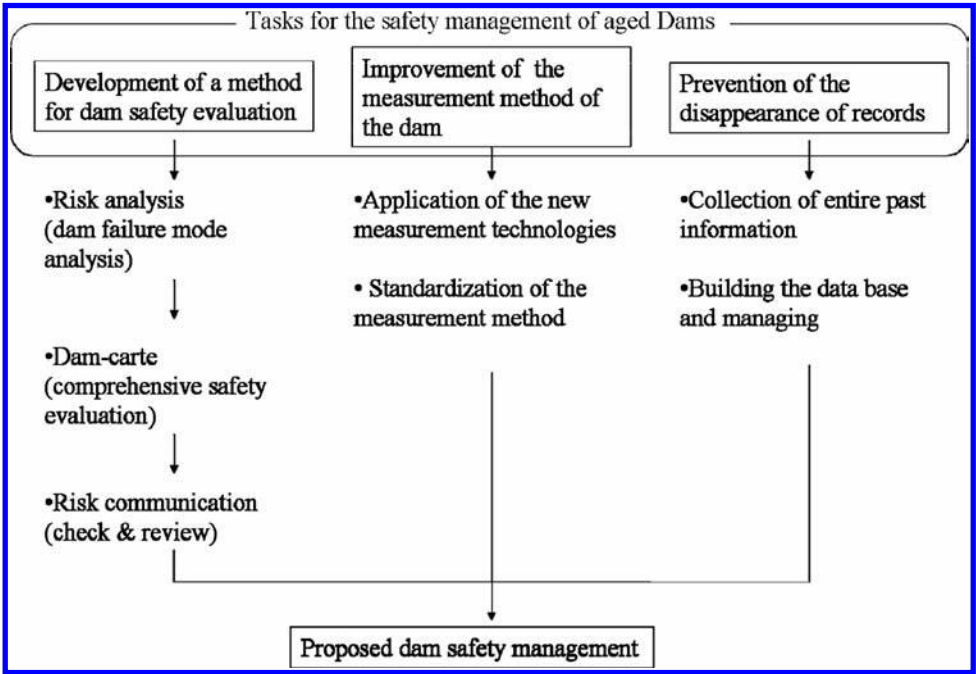 Tasks for the safety management of aged Dams
Development of a method
for dam safety evaluation
Improvement of the
measurement method of
the dam
Prevention of the
disappearance of records
•Risk analysis
(dam failure mode
analysis)
•Dam-carte
(comprehensive safety
evaluation)
•Risk communication
(check & review)
•Application of the new
measurement technologies
• Standardization of the
measurement method
•Collection of entire past
information
•Building the data base
and managing
Proposed dam safety management